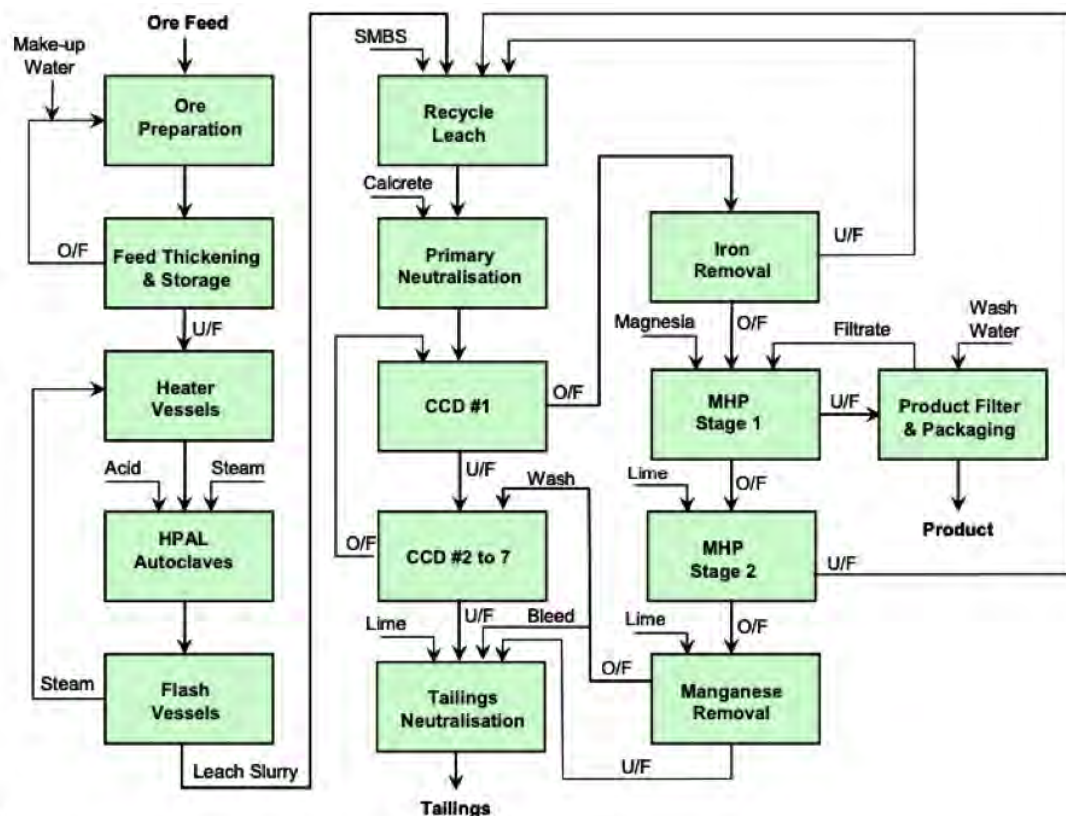 Ore Feed
Make-up
Water
Ore
Preparation
O/F
Feed Thickening
& Storage
U/F
Heater
Vessels
Acid
Steam
HPAL
Autoclaves
Steam
Flash
Vessels
Leach Slurry
SMBS
Recycle
Leach
Calcrete
Primary
Neutralisation
CCD #1
O/F
U/F
Wash
O/F
CCD #2 to 7
U/F
Bleed
Lime
Tailings
Neutralisation
Tailings
Iron
Removal
U/F
Magnesia
O/F
Filtrate
Wash
Water
MHP
Stage 1
U/F
Product Filter
& Packaging
Lime
O/F
Product
MHP
Stage 2
U/F
Lime
O/F
O/F
Manganese
Removal
U/F